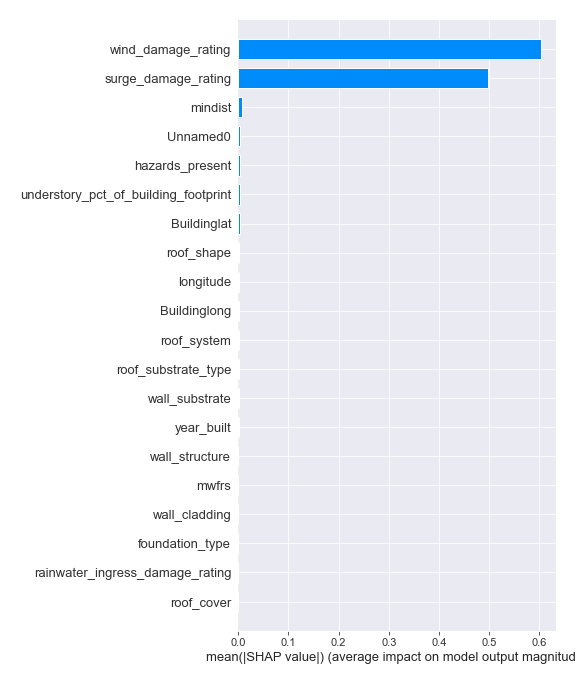 wind_damage_rating
surge_damage_rating
mindist
Unnamed0
hazards_present
understory_pct_of_building_footprint
Buildinglat
roof_shape
longitude
Buildinglong
roof_system
roof_substrate_type
wall_substrate
year_built
wall_structure
mwfrs
wall_cladding
foundation_type
rainwater_ingress_damage_rating
roof_cover
0.0 0.1 0.2 0.3 0.4 0.5 0.6
mean(|SHAP value|) (average impact on model output magnitud